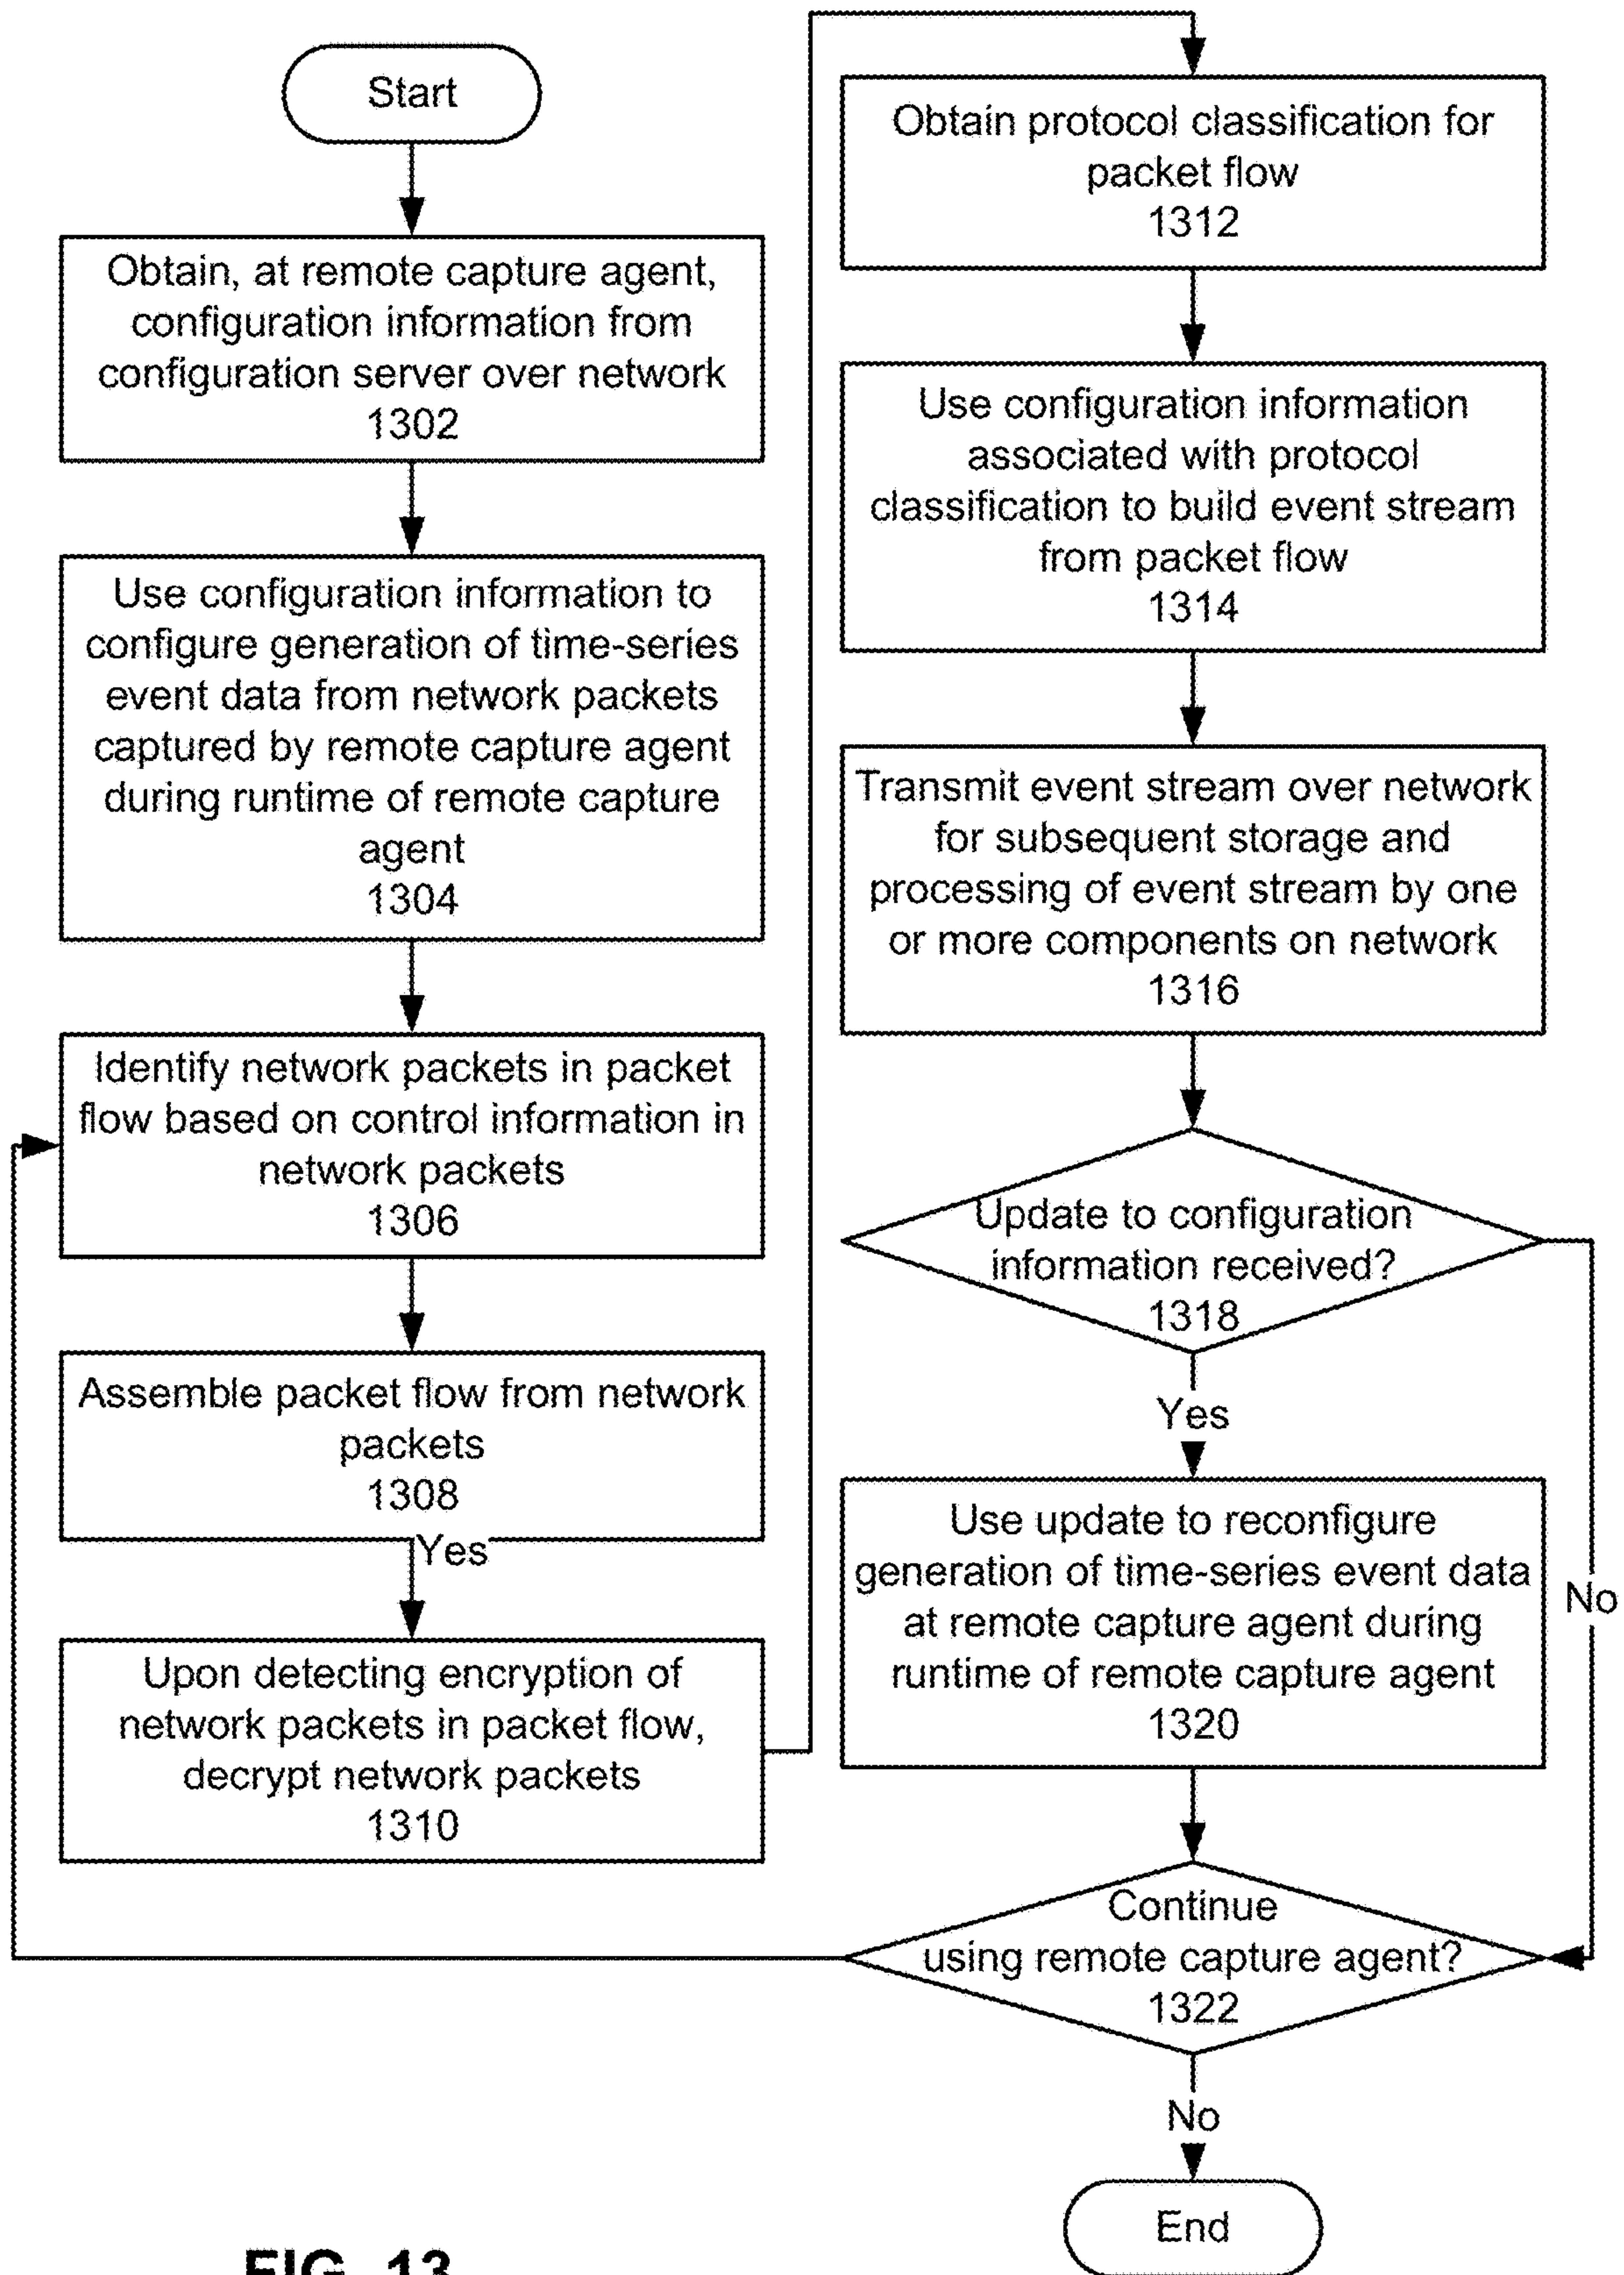 Start
Obtain, at remote capture agent,
configuration information from
configuration server over network
1302
Use configuration information to
configure generation of time-series
event data from network packets
captured by remote capture agent
during runtime of remote capture
agent
1304
Identify network packets in packet
flow based on control information in
network packets
1306
Assemble packet flow from network
packets
1308
Yes
Upon detecting encryption of
network packets in packet flow,
decrypt network packets
1310
Obtain protocol classification for
packet flow
1312
Use configuration information
associated with protocol
classification to build event stream
from packet flow
1314
Transmit event stream over network
for subsequent storage and
processing of event stream by one
or more components on network
1316
Update to configuration
information received?
1318
Yes
No
Use update to reconfigure
generation of time-series event data
at remote capture agent during
runtime of remote capture agent
1320
Continue
using remote capture agent?
1322
No
End
FIG. 13